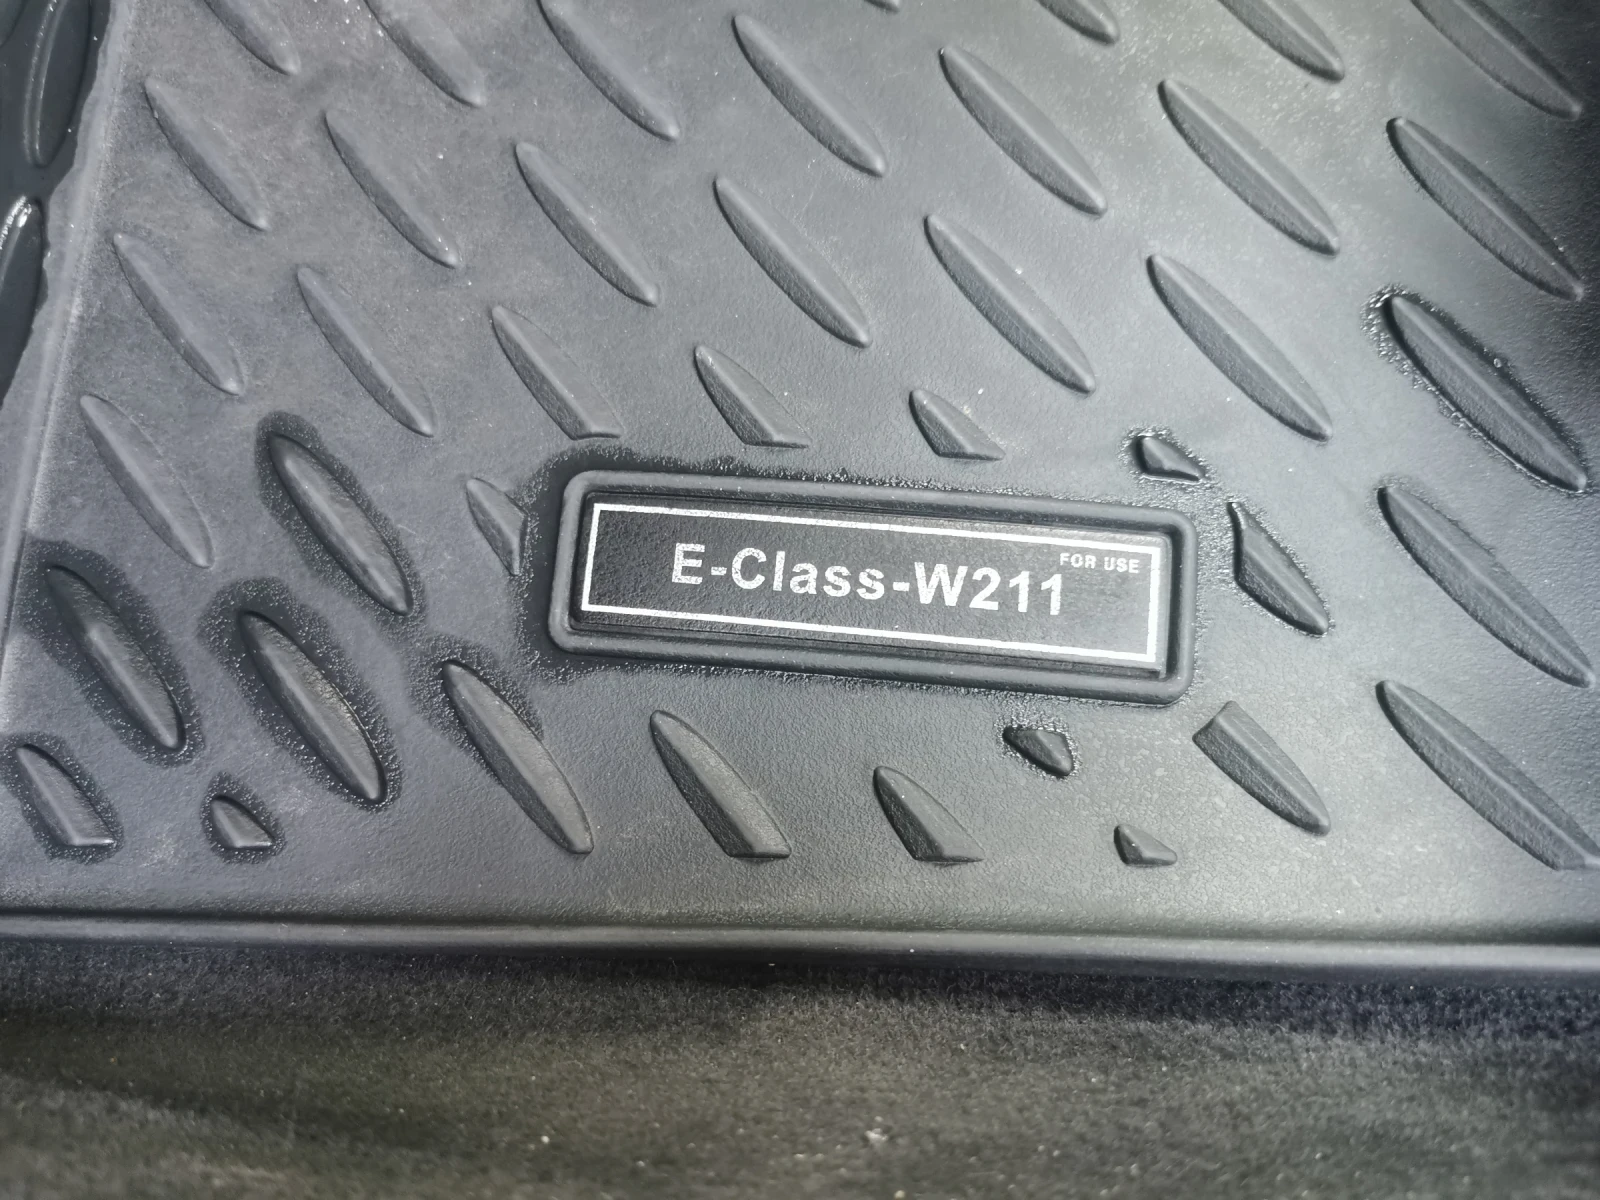 FOR USE
E-Class-W211